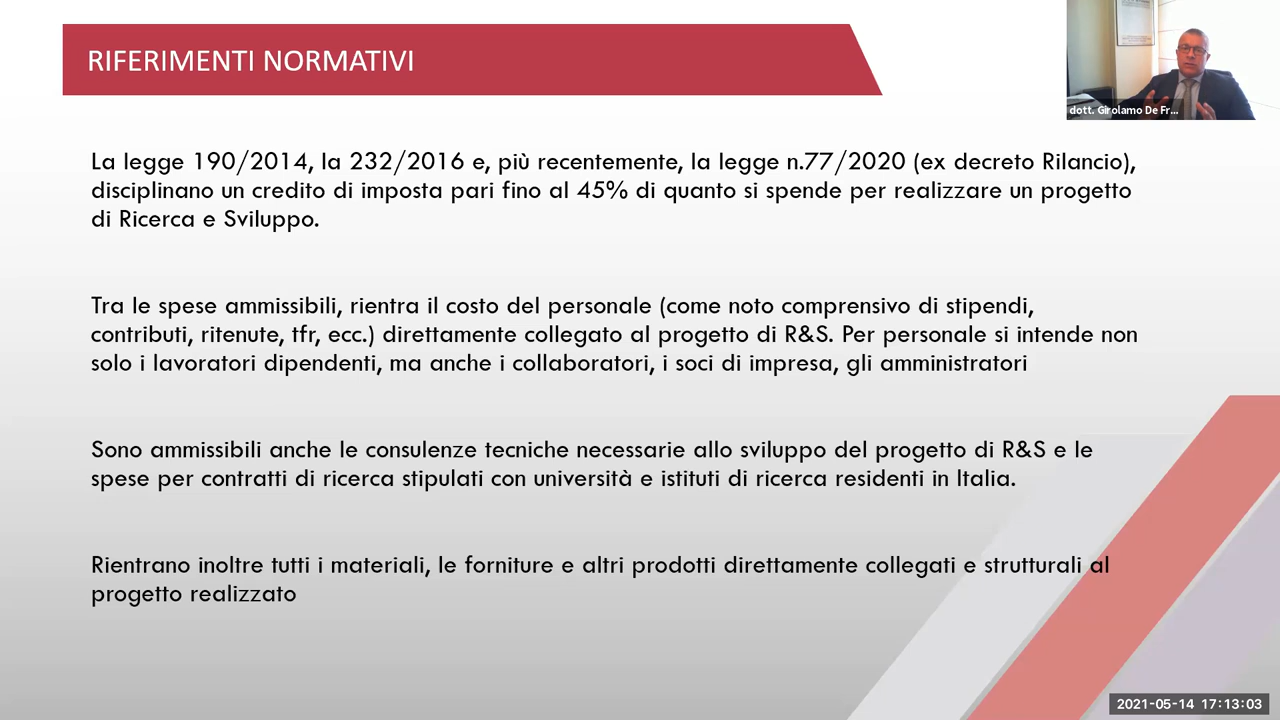 RIFERIMENTI NORMATIVI
dott. Girolamo De Fr...
La legge 190/2014, la 232/2016 e, più recentemente, la legge n.77/2020 (ex decreto Rilancio),
disciplinano un credito di imposta pari fino al 45% di quanto si spende per realizzare un progetto
di Ricerca e Sviluppo.
Tra le spese ammissibili, rientra il costo del personale (come noto comprensivo di stipendi,
contributi, ritenute, tfr, ecc.) direttamente collegato al progetto di R&S. Per personale si intende non
solo i lavoratori dipendenti, ma anche i collaboratori, i soci di impresa, gli amministratori
Sono ammissibili anche le consulenze tecniche necessarie allo sviluppo del progetto di R&S e le
spese per contratti di ricerca stipulati con università e istituti di ricerca residenti in Italia.
Rientrano inoltre tutti i materiali, le forniture e altri prodotti direttamente collegati e strutturali al
progetto realizzato
2021-05-14 17:13:03